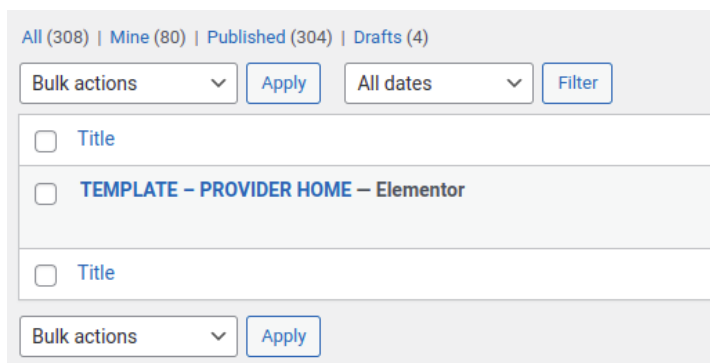 All (308) | Mine (80) | Published (304) | Drafts (4)
Bulk actions Apply All dates Filter
Title
TEMPLATE – PROVIDER HOME — Elementor
Title
Bulk actions Apply